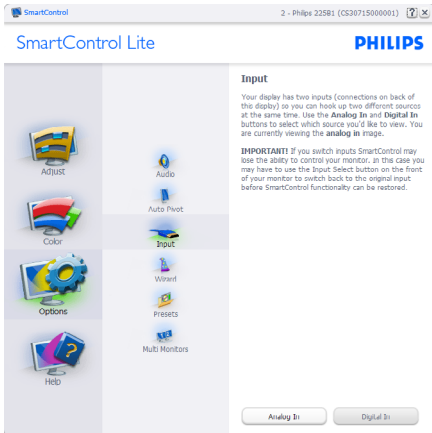 SmartControl
2 - Philips 225B1 (CS30715000001)
SmartControl Lite
PHILIPS
Adjust
Color
Options
Help
Audio
Auto Pivot
Input
Wizard
Presets
Multi Monitors
Input
Your display has two inputs (connections on back of
this display) so you can hook up two different sources
at the same time. Use the Analog In and Digital In
buttons to select which source you'd like to view. You
are currently viewing the analog in image.
IMPORTANT! If you switch inputs SmartControl may
lose the ability to control your monitor. In this case you
may have to use the Input Select button on the front
of your monitor to switch back to the original input
before SmartControl functionality can be restored.
Analog In
Digital In